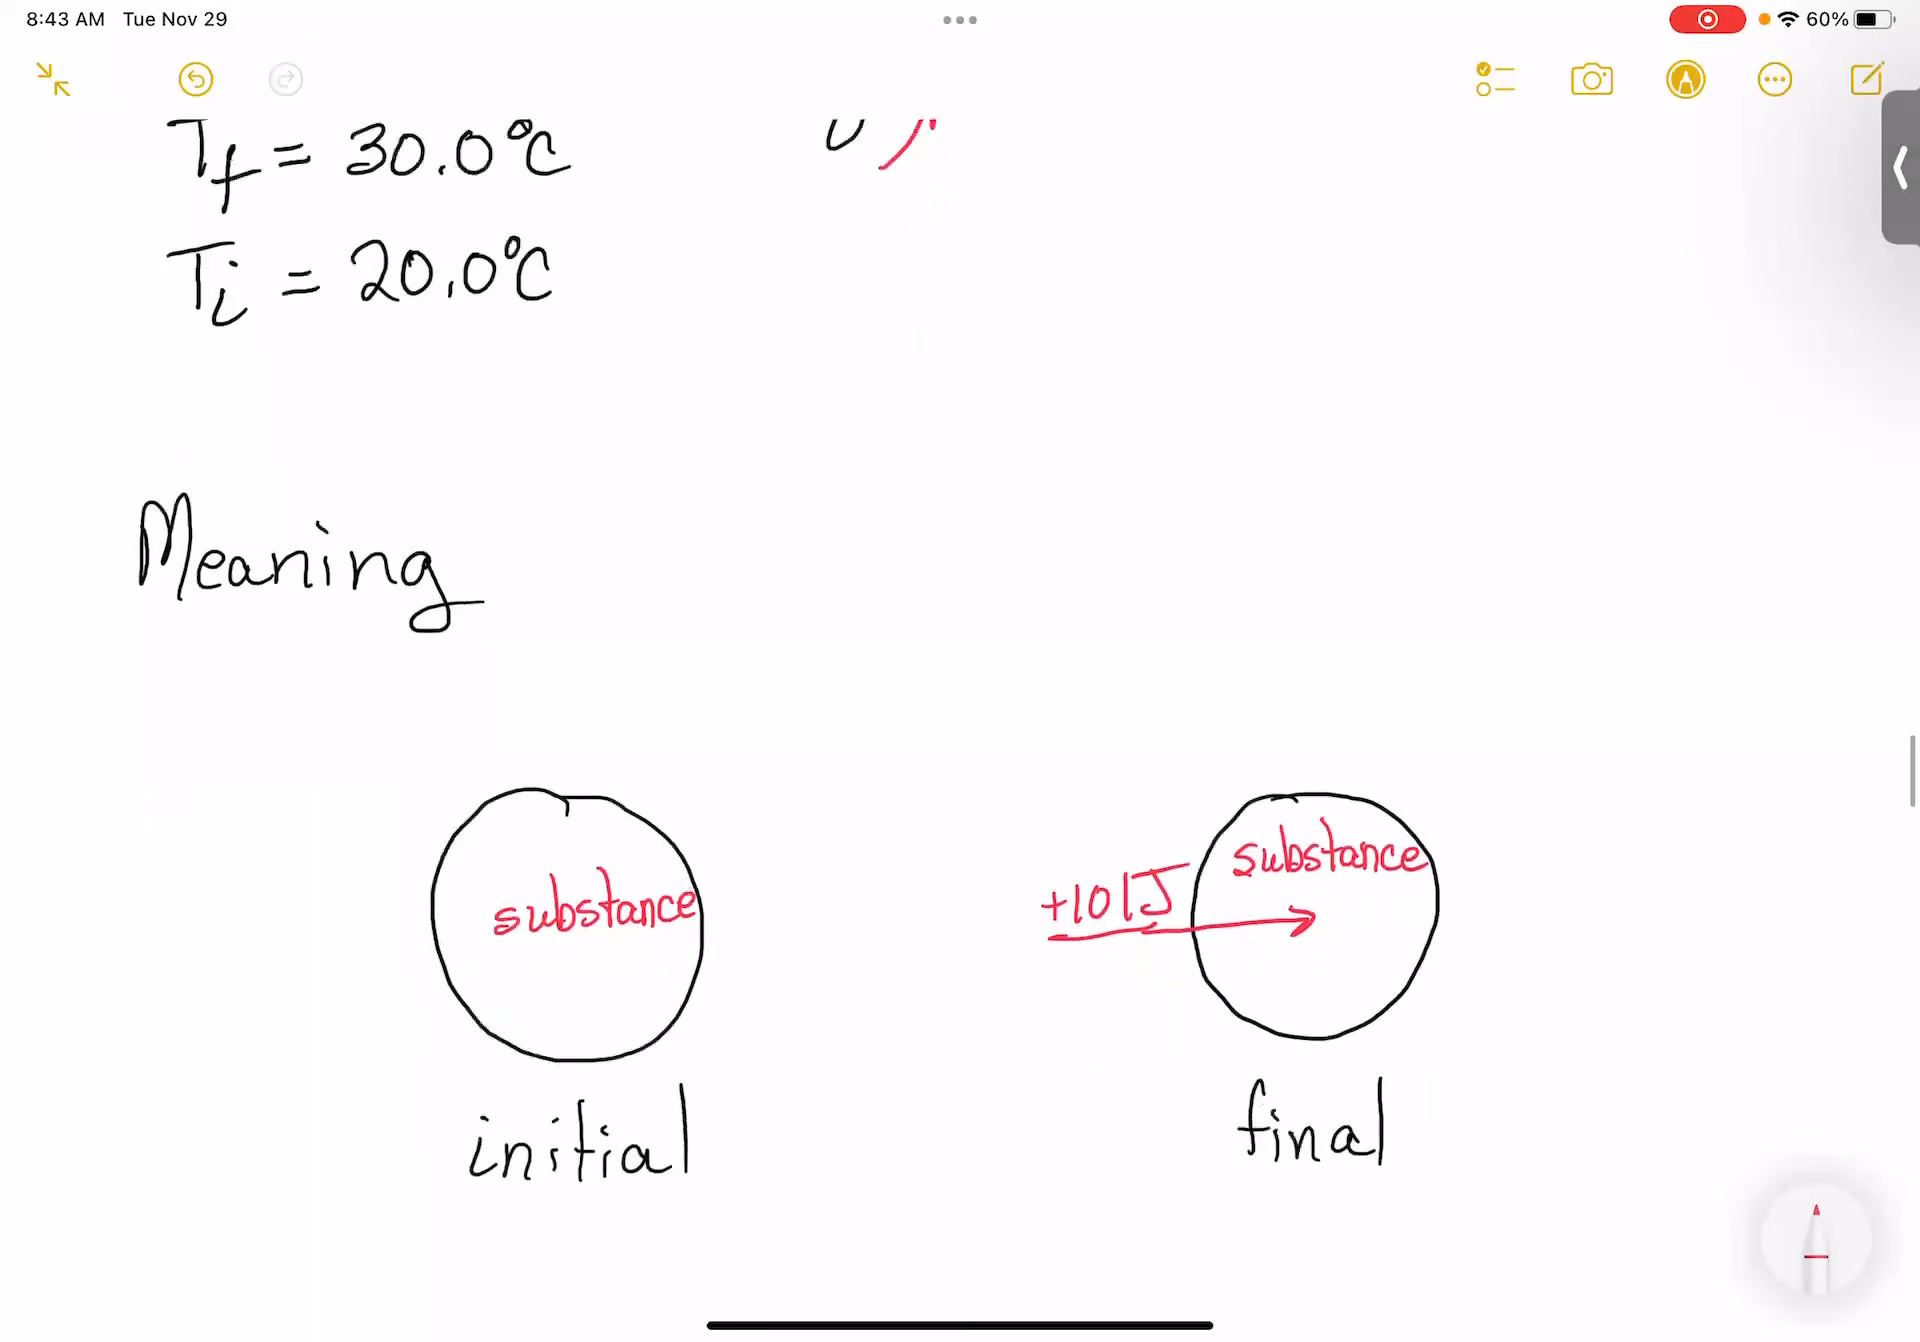 8:43 AM Tue Nov 29
60%
Tf = 30.0°C
Ti = 20.0°C
Meaning
substance
substance
+101J
initial
final